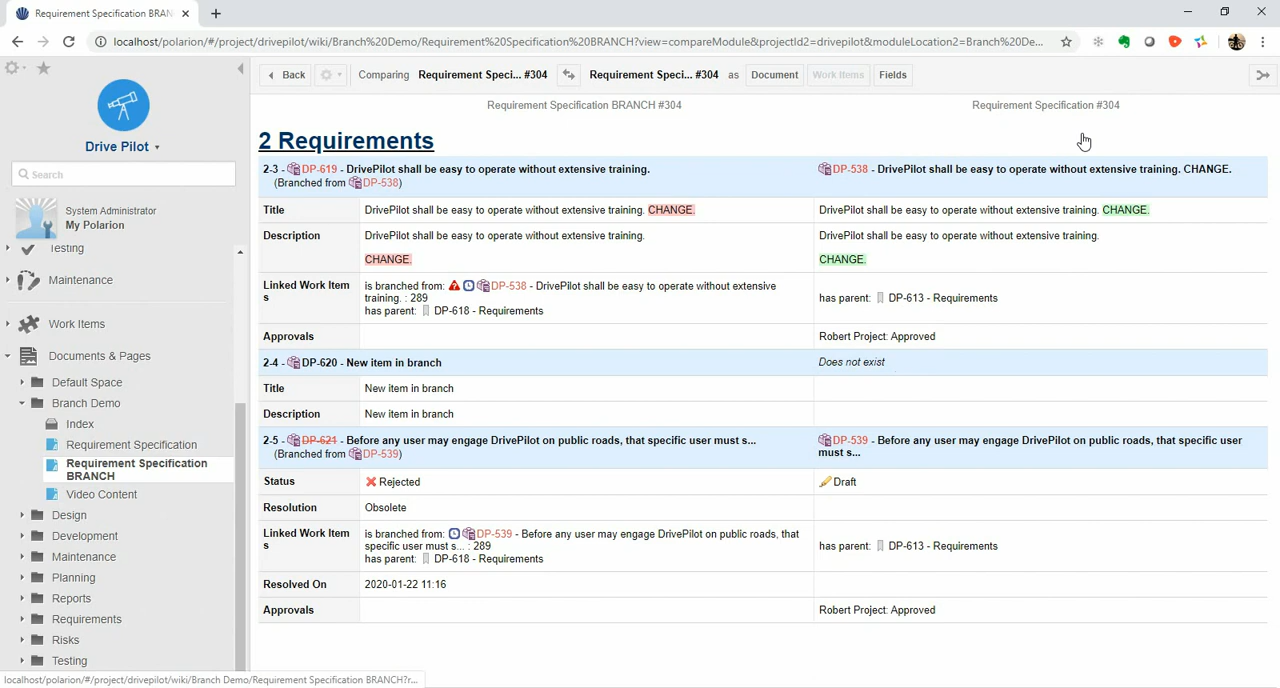 Requirement Specification BRAN
localhost/polarion/#/project/drivepilot/wiki/Branch%20Demo/Requirement%20Specification%20BRANCH?view=compareModule&projectId2=drivepilot&moduleLocation2=Branch%20De...
Drive Pilot
Search
System Administrator
My Polarion
Testing
Maintenance
Work Items
Documents & Pages
Default Space
Branch Demo
Index
Requirement Specification
Requirement Specification
BRANCH
Video Content
Design
Development
Maintenance
Planning
Reports
Requirements
Risks
Testing
localhost/polarion/#/project/drivepilot/wiki/Branch Demo/Requirement Specification BRANCH?r...
Back Comparing Requirement Speci... #304 Requirement Speci... #304 as Document Work Items Fields
Requirement Specification BRANCH #304 Requirement Specification #304
2 Requirements
2-3 - DP-619 - DrivePilot shall be easy to operate without extensive training. DP-538 - DrivePilot shall be easy to operate without extensive training. CHANGE.
(Branched from DP-538)
Title DrivePilot shall be easy to operate without extensive training. CHANGE. DrivePilot shall be easy to operate without extensive training. CHANGE.
Description DrivePilot shall be easy to operate without extensive training. DrivePilot shall be easy to operate without extensive training.
CHANGE. CHANGE.
Linked Work Item is branched from: DP-538 - DrivePilot shall be easy to operate without extensive
s training. : 289 has parent: DP-613 - Requirements
has parent: DP-618 - Requirements
Approvals Robert Project: Approved
2-4 - DP-620 - New item in branch Does not exist
Title New item in branch
Description New item in branch
2-5 - DP-621 - Before any user may engage DrivePilot on public roads, that specific user must s... DP-539 - Before any user may engage DrivePilot on public roads, that specific user
(Branched from DP-539) must s...
Status Rejected Draft
Resolution Obsolete
Linked Work Item is branched from: DP-539 - Before any user may engage DrivePilot on public roads, that
s specific user must s... : 289 has parent: DP-613 - Requirements
has parent: DP-618 - Requirements
Resolved On 2020-01-22 11:16
Approvals Robert Project: Approved